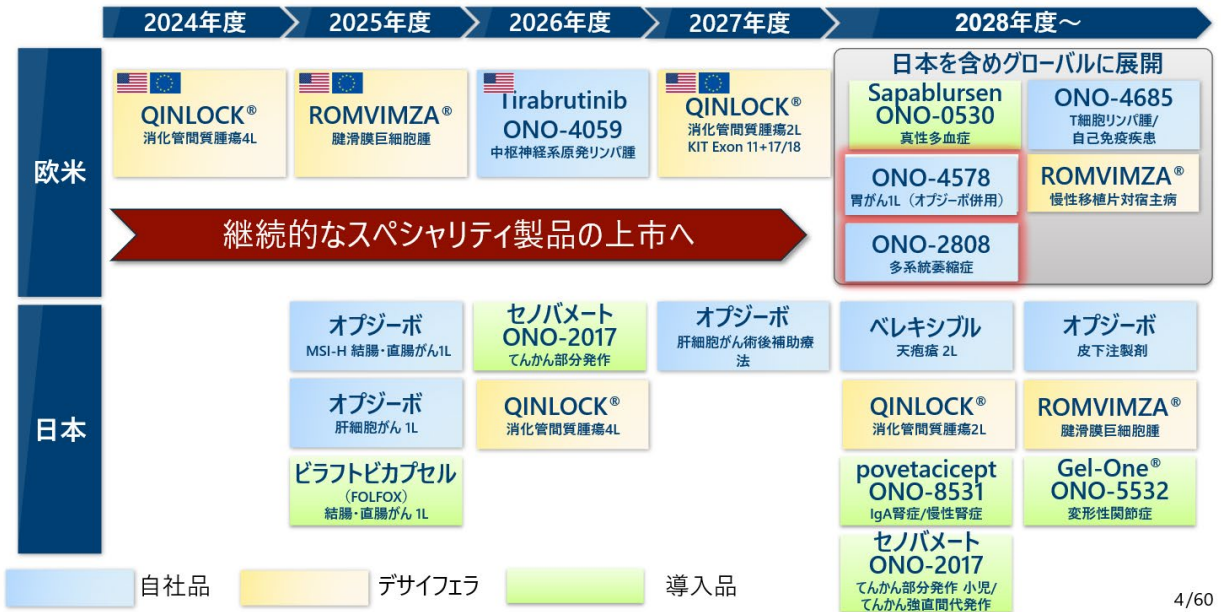 2024年度
2025年度
2026年度
2027年度
2028年度～
欧米
QINLOCK®
消化管間質腫瘍4L
ROMVIMZA®
腱滑膜巨細胞腫
Tirabrutinib
ONO-4059
中枢神経系原発リンパ腫
QINLOCK®
消化管間質腫瘍2L
KIT Exon 11+17/18
日本を含めグローバルに展開
Sapablursen
ONO-0530
真性多血症
ONO-4685
T細胞リンパ腫/
自己免疫疾患
ONO-4578
胃がん1L（オプジーボ併用）
ROMVIMZA®
慢性移植片対宿主病
ONO-2808
多系統萎縮症
継続的なスペシャリティ製品の上市へ
日本
オプジーボ
MSI-H 結腸・直腸がん1L
セノバメート
ONO-2017
てんかん部分発作
オプジーボ
肝細胞がん術後補助療
法
ベレキシブル
天疱瘡 2L
オプジーボ
皮下注製剤
オプジーボ
肝細胞がん 1L
QINLOCK®
消化管間質腫瘍4L
QINLOCK®
消化管間質腫瘍2L
ROMVIMZA®
腱滑膜巨細胞腫
ビラフトビカプセル
（FOLFOX）
結腸・直腸がん 1L
povetacicept
ONO-8531
IgA腎症/慢性腎症
Gel-One®
ONO-5532
変形性関節症
セノバメート
ONO-2017
てんかん部分発作 小児/
てんかん強直間代発作
自社品
デサイフェラ
導入品
4/60